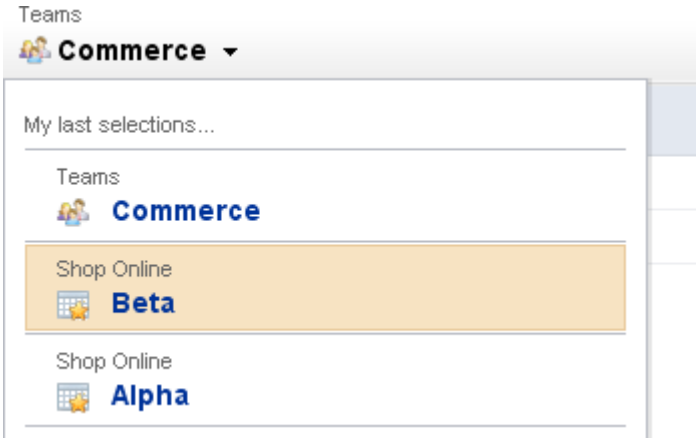 Teams
Commerce
My last selections...
Teams
Commerce
Shop Online
Beta
Shop Online
Alpha